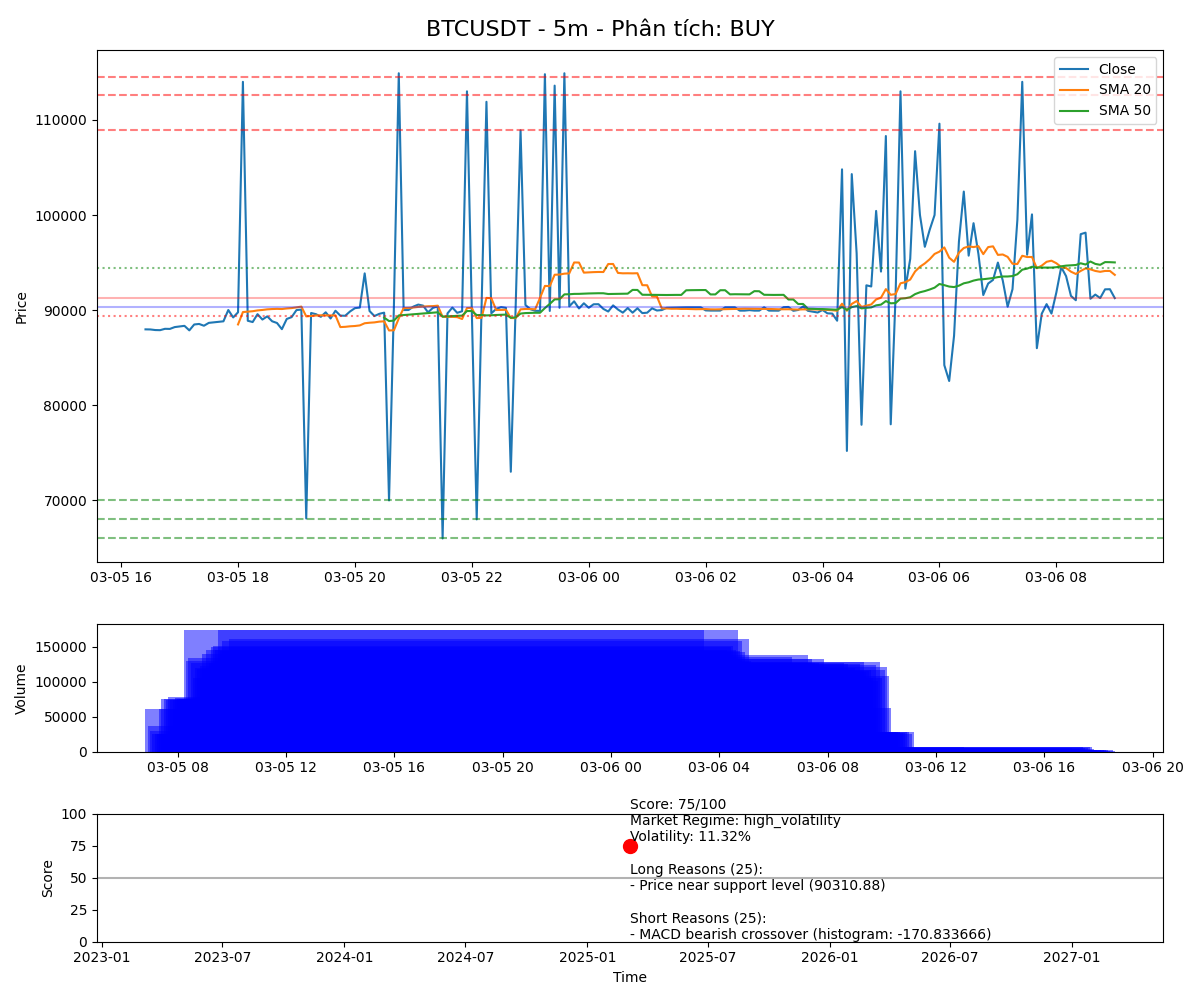 BTCUSDT - 5m - Phân tích: BUY
Close
SMA 20
SMA 50
Price
110000
100000
90000
80000
70000
03-05 16
03-05 18
03-05 20
03-05 22
03-06 00
03-06 02
03-06 04
03-06 06
03-06 08
Volume
150000
100000
50000
0
03-05 08
03-05 12
03-05 16
03-05 20
03-06 00
03-06 04
03-06 08
03-06 12
03-06 16
03-06 20
Score: 75/100
Market Regime: high_volatility
Volatility: 11.32%
Long Reasons (25):
- Price near support level (90310.88)
Short Reasons (25):
- MACD bearish crossover (histogram: -170.833666)
Score
100
75
50
25
0
2023-01
2023-07
2024-01
2024-07
2025-01
2025-07
2026-01
2026-07
2027-01
Time